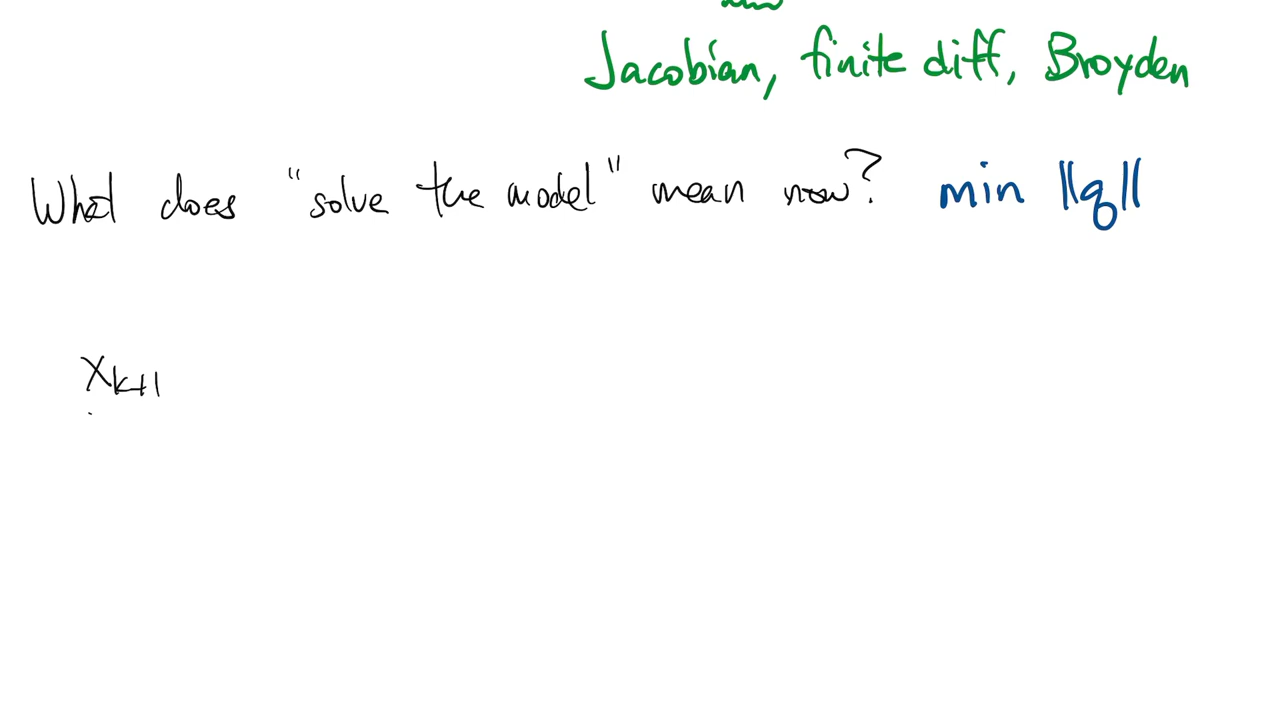 Jacobian, finite diff, Broyden
What does "solve the model" mean now? min ||q||
x_{k+1}